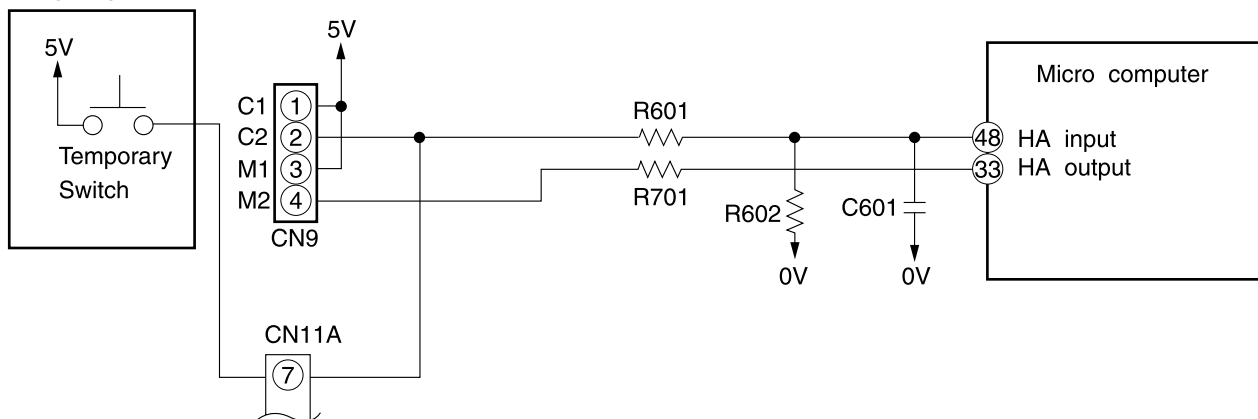 5V
5V
Micro computer
C1
1
R601
C2
2
48
HA input
Temporary
M1
3
33
HA output
Switch
M2
4
R701
R602
C601
CN9
0V
0V
CN11A
7